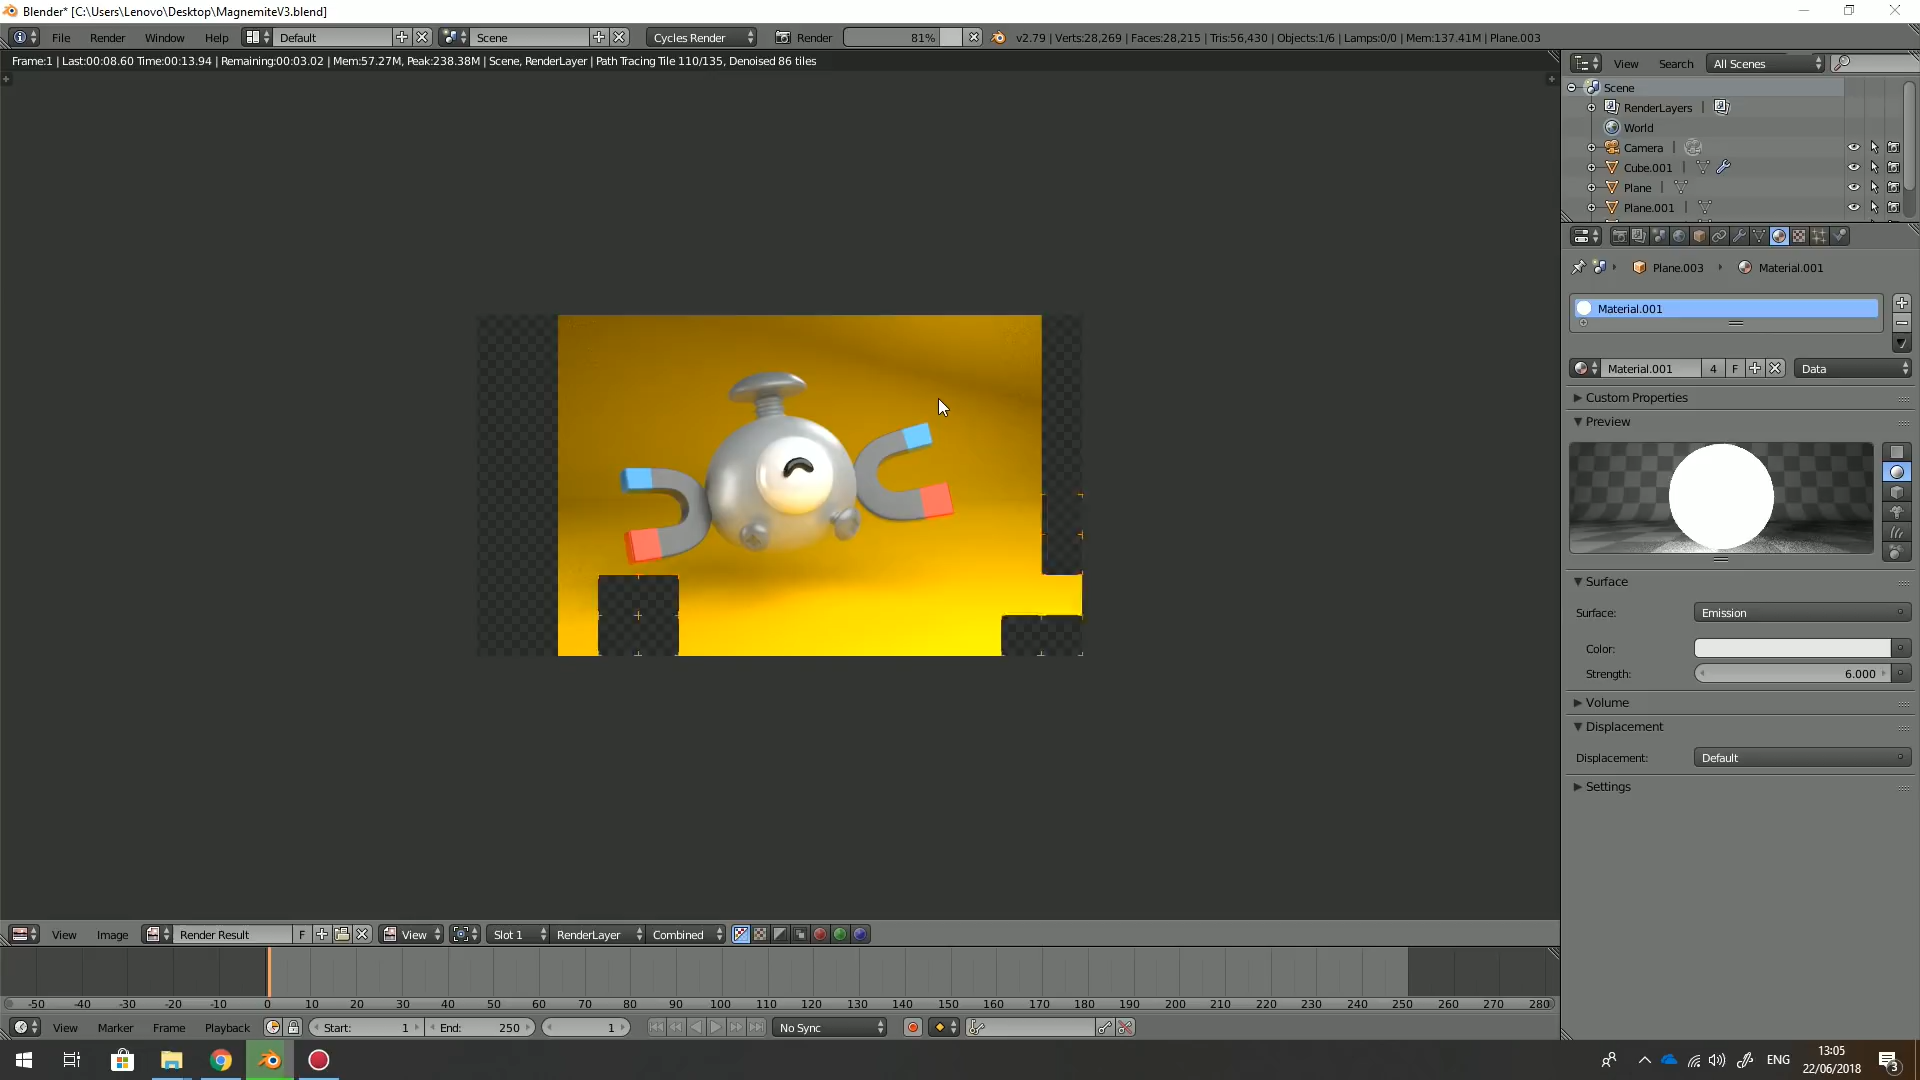 Blender* [C:\Users\Lenovo\Desktop\MagnemiteV3.blend]
File Render Window Help Default Scene Cycles Render Render 81% v2.79 | Verts:28,269 | Faces:28,215 | Tris:56,430 | Objects:1/6 | Lamps:0/0 | Mem:137.41M | Plane.003
Frame:1 | Last:00:08.60 Time:00:13.94 | Remaining:00:03.02 | Mem:57.27M, Peak:238.38M | Scene, RenderLayer | Path Tracing Tile 110/135, Denoised 86 tiles
View Search All Scenes
Scene
RenderLayers
World
Camera
Cube.001
Plane
Plane.001
Plane.003 Material.001
Material.001
Material.001 4 F Data
Custom Properties
Preview
Surface
Surface: Emission
Color:
Strength: 6.000
Volume
Displacement
Displacement: Default
Settings
View Image Render Result F View Slot 1 RenderLayer Combined
-50 -40 -30 -20 -10 0 10 20 30 40 50 60 70 80 90 100 110 120 130 140 150 160 170 180 190 200 210 220 230 240 250 260 270 280
View Marker Frame Playback Start: 1 End: 250 1 No Sync
ENG 13:05
22/06/2018 3